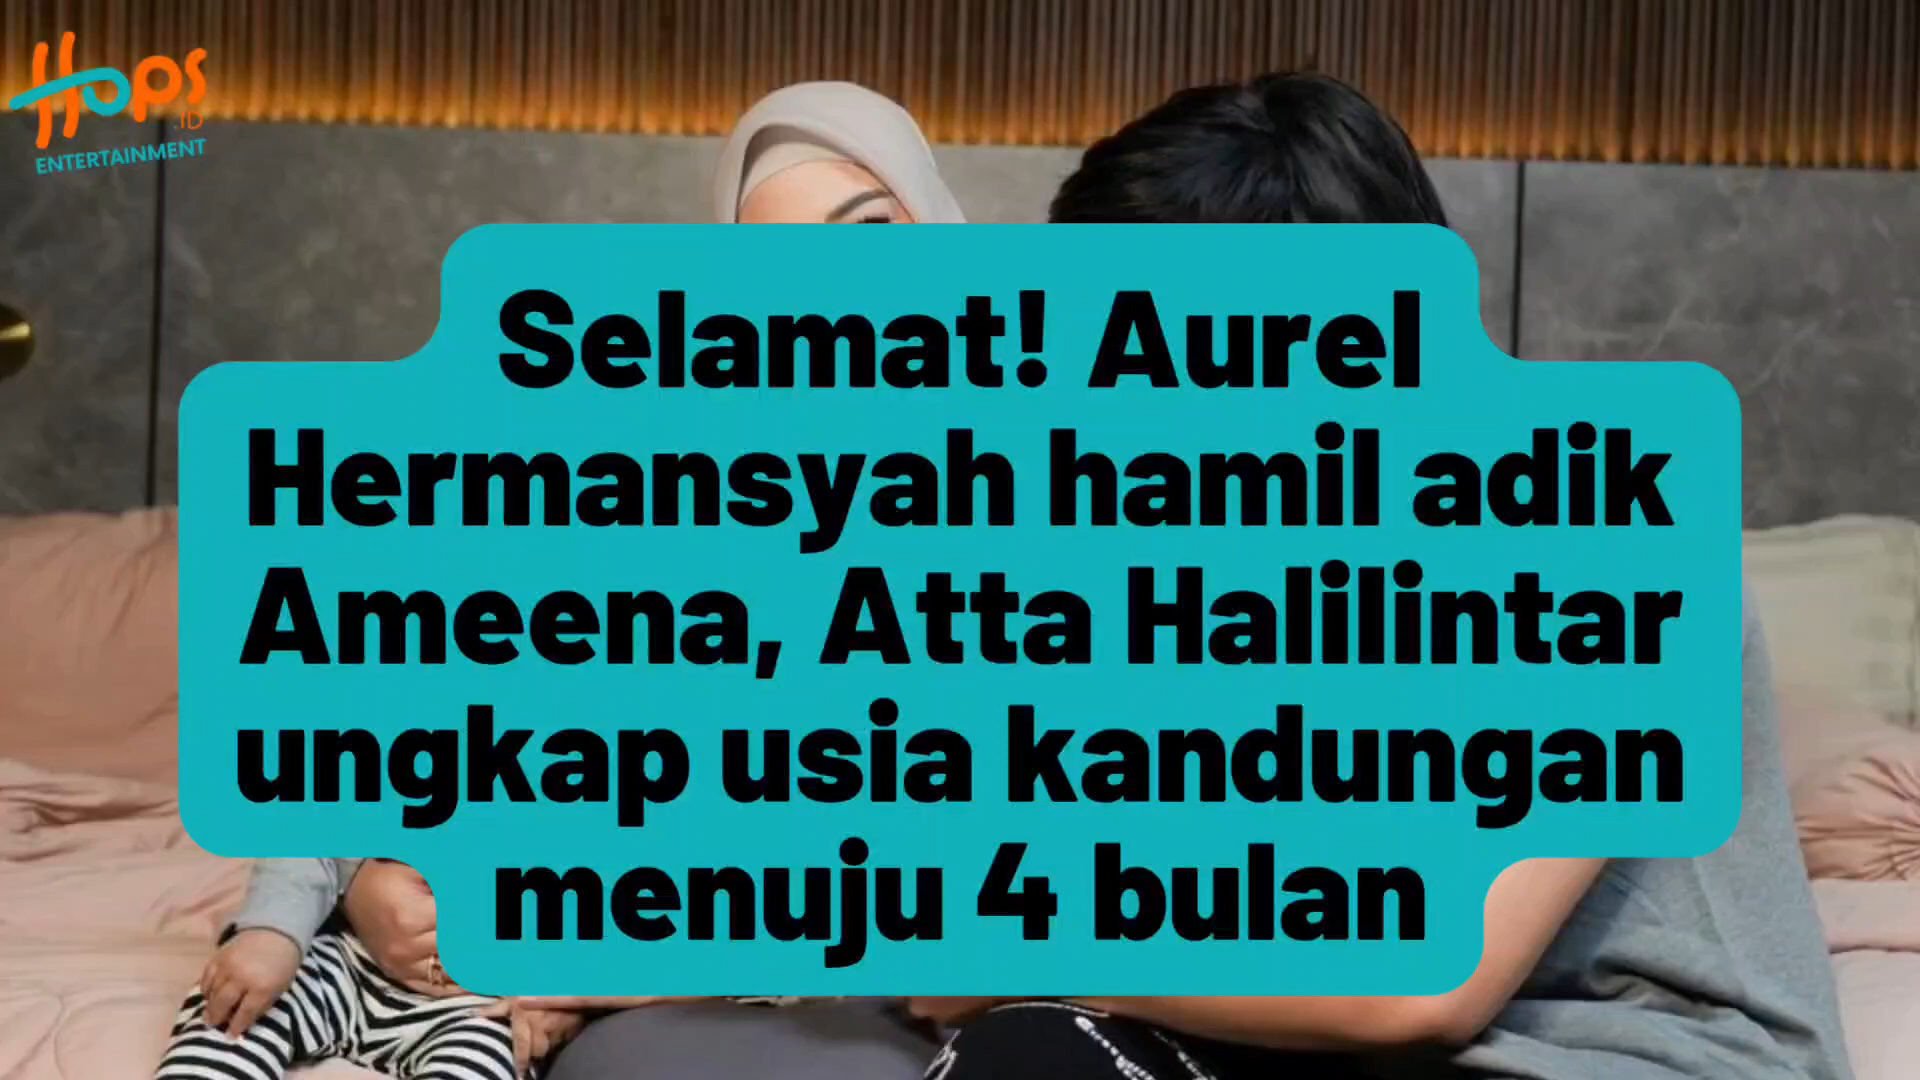 Hops
.ID
ENTERTAINMENT
Selamat! Aurel
Hermansyah hamil adik
Ameena, Atta Halilintar
ungkap usia kandungan
menuju 4 bulan